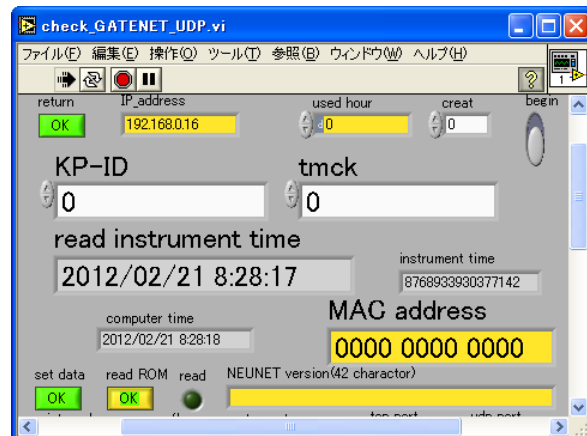 check_GATENET_UDP.vi
ファイル(F) 編集(E) 操作(O) ツール(T) 参照(B) ウィンドウ(W) ヘルプ(H)
return IP_address used hour creat begin
OK 192.168.0.16 d 0 0
KP-ID tmck
0 0
read instrument time
2012/02/21 8:28:17
instrument time
8768933930377142
computer time
2012/02/21 8:28:18
MAC address
0000 0000 0000
set data read ROM read NEUNET version(42 charactor)
OK OK